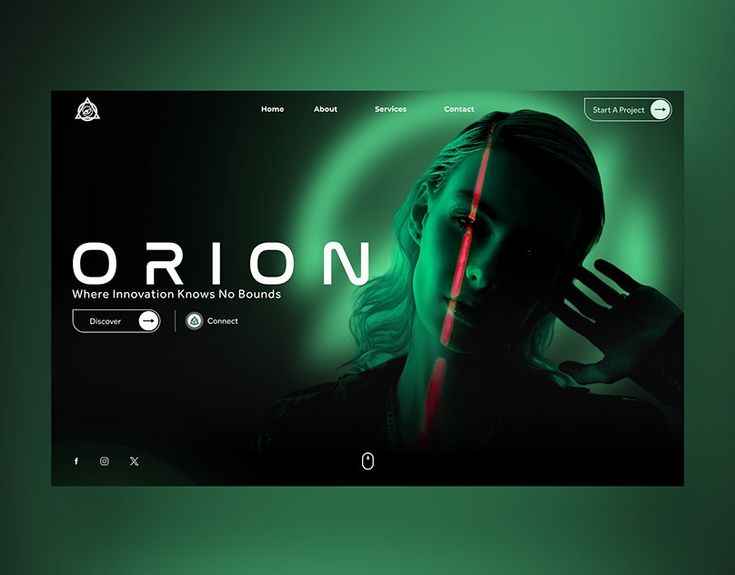 Home About Services Contact Start A Project
ORION
Where Innovation Knows No Bounds
Discover Connect